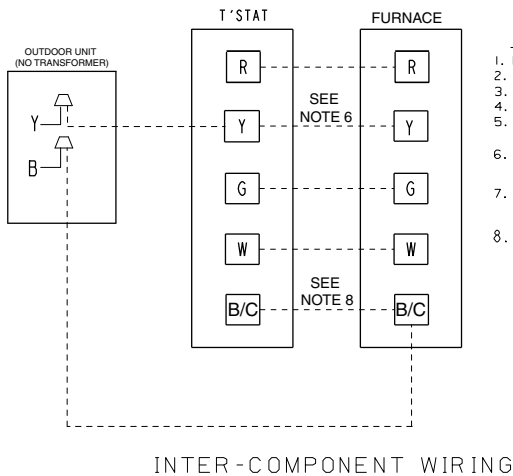 T'STAT
FURNACE
OUTDOOR UNIT
(NO TRANSFORMER)
R
R
1.
2.
3.
4.
5.
6.
7.
8.
SEE
NOTE 6
Y
Y
Y
B
G
G
W
W
SEE
NOTE 8
B/C
B/C
INTER-COMPONENT WIRING